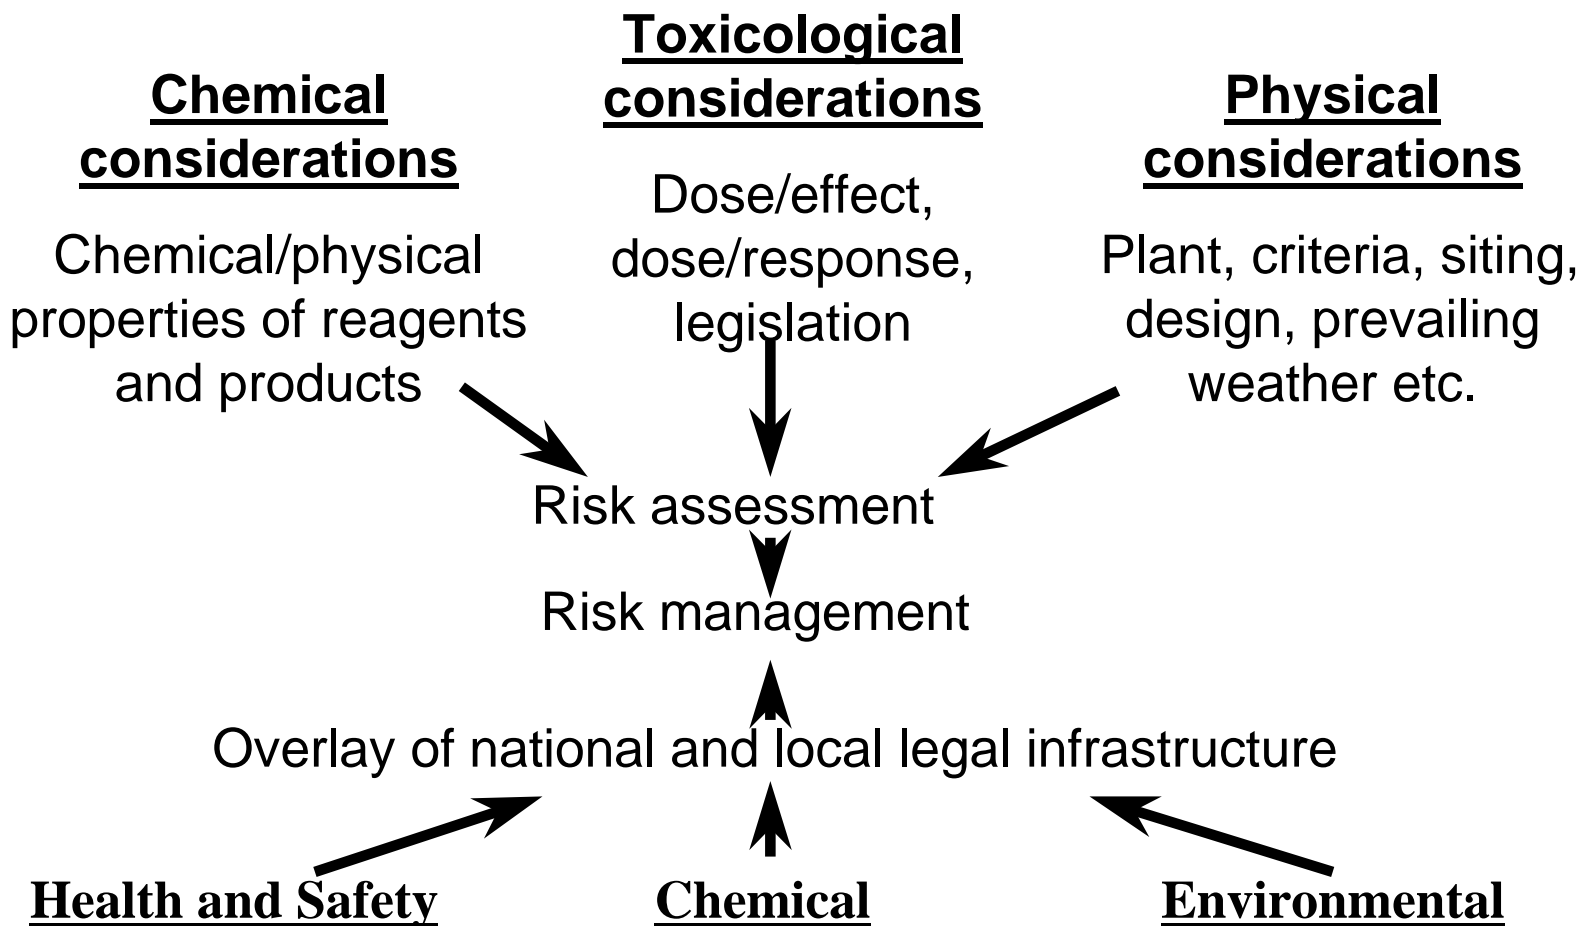 Chemical
considerations
Chemical/physical
properties of reagents
and products
Toxicological
considerations
Dose/effect,
dose/response,
legislation
Physical
considerations
Plant, criteria, siting,
design, prevailing
weather etc.
Risk assessment
Risk management
Overlay of national and local legal infrastructure
Health and Safety
Chemical
Environmental